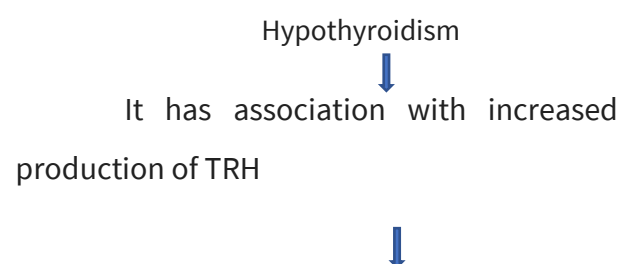 Hypothyroidism
It has association with increased
production of TRH